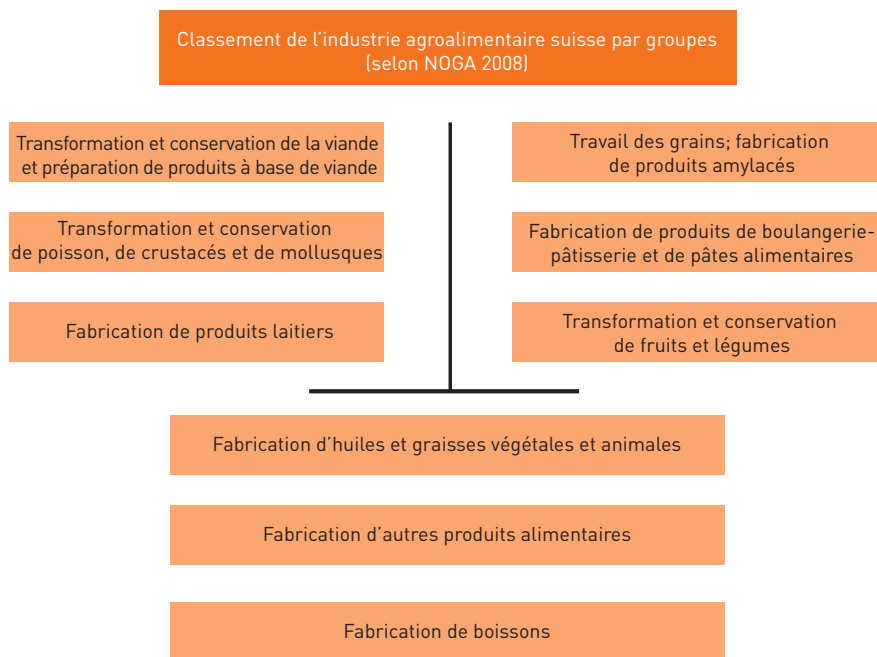 Classement de l’industrie agroalimentaire suisse par groupes
(selon NOGA 2008)
Transformation et conservation de la viande
et préparation de produits à base de viande
Transformation et conservation
de poisson, de crustacés et de mollusques
Fabrication de produits laitiers
Travail des grains; fabrication
de produits amylacés
Fabrication de produits de boulangerie-
pâtisserie et de pâtes alimentaires
Transformation et conservation
de fruits et légumes
Fabrication d’huiles et graisses végétales et animales
Fabrication d’autres produits alimentaires
Fabrication de boissons